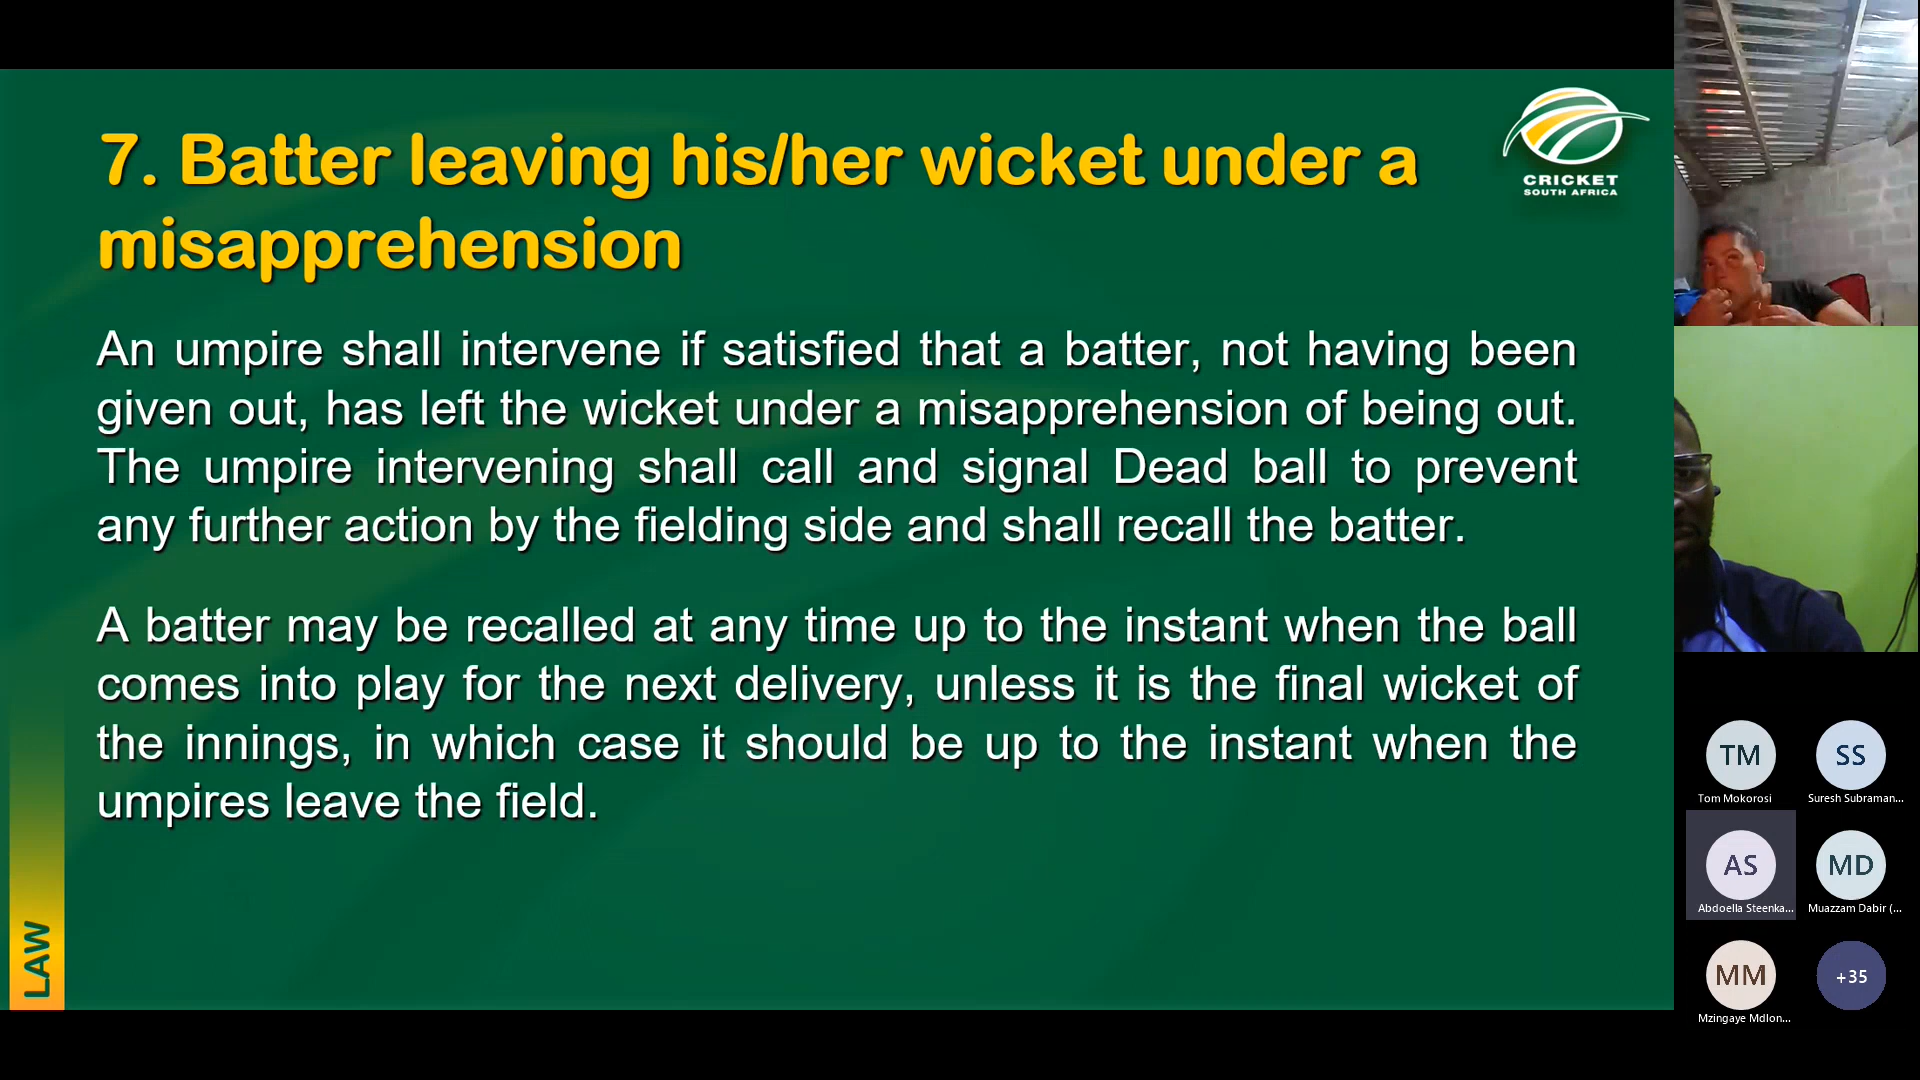 7. Batter leaving his/her wicket under a
misapprehension
CRICKET
SOUTH AFRICA
An umpire shall intervene if satisfied that a batter, not having been
given out, has left the wicket under a misapprehension of being out.
The umpire intervening shall call and signal Dead ball to prevent
any further action by the fielding side and shall recall the batter.
A batter may be recalled at any time up to the instant when the ball
comes into play for the next delivery, unless it is the final wicket of
the innings, in which case it should be up to the instant when the
umpires leave the field.
LAW
TM
Tom Mokorosi
SS
Suresh Subraman...
AS
Abdoella Steenka...
MD
Muazzam Dabir (...
MM
Mzingaye Mdlon...
+35